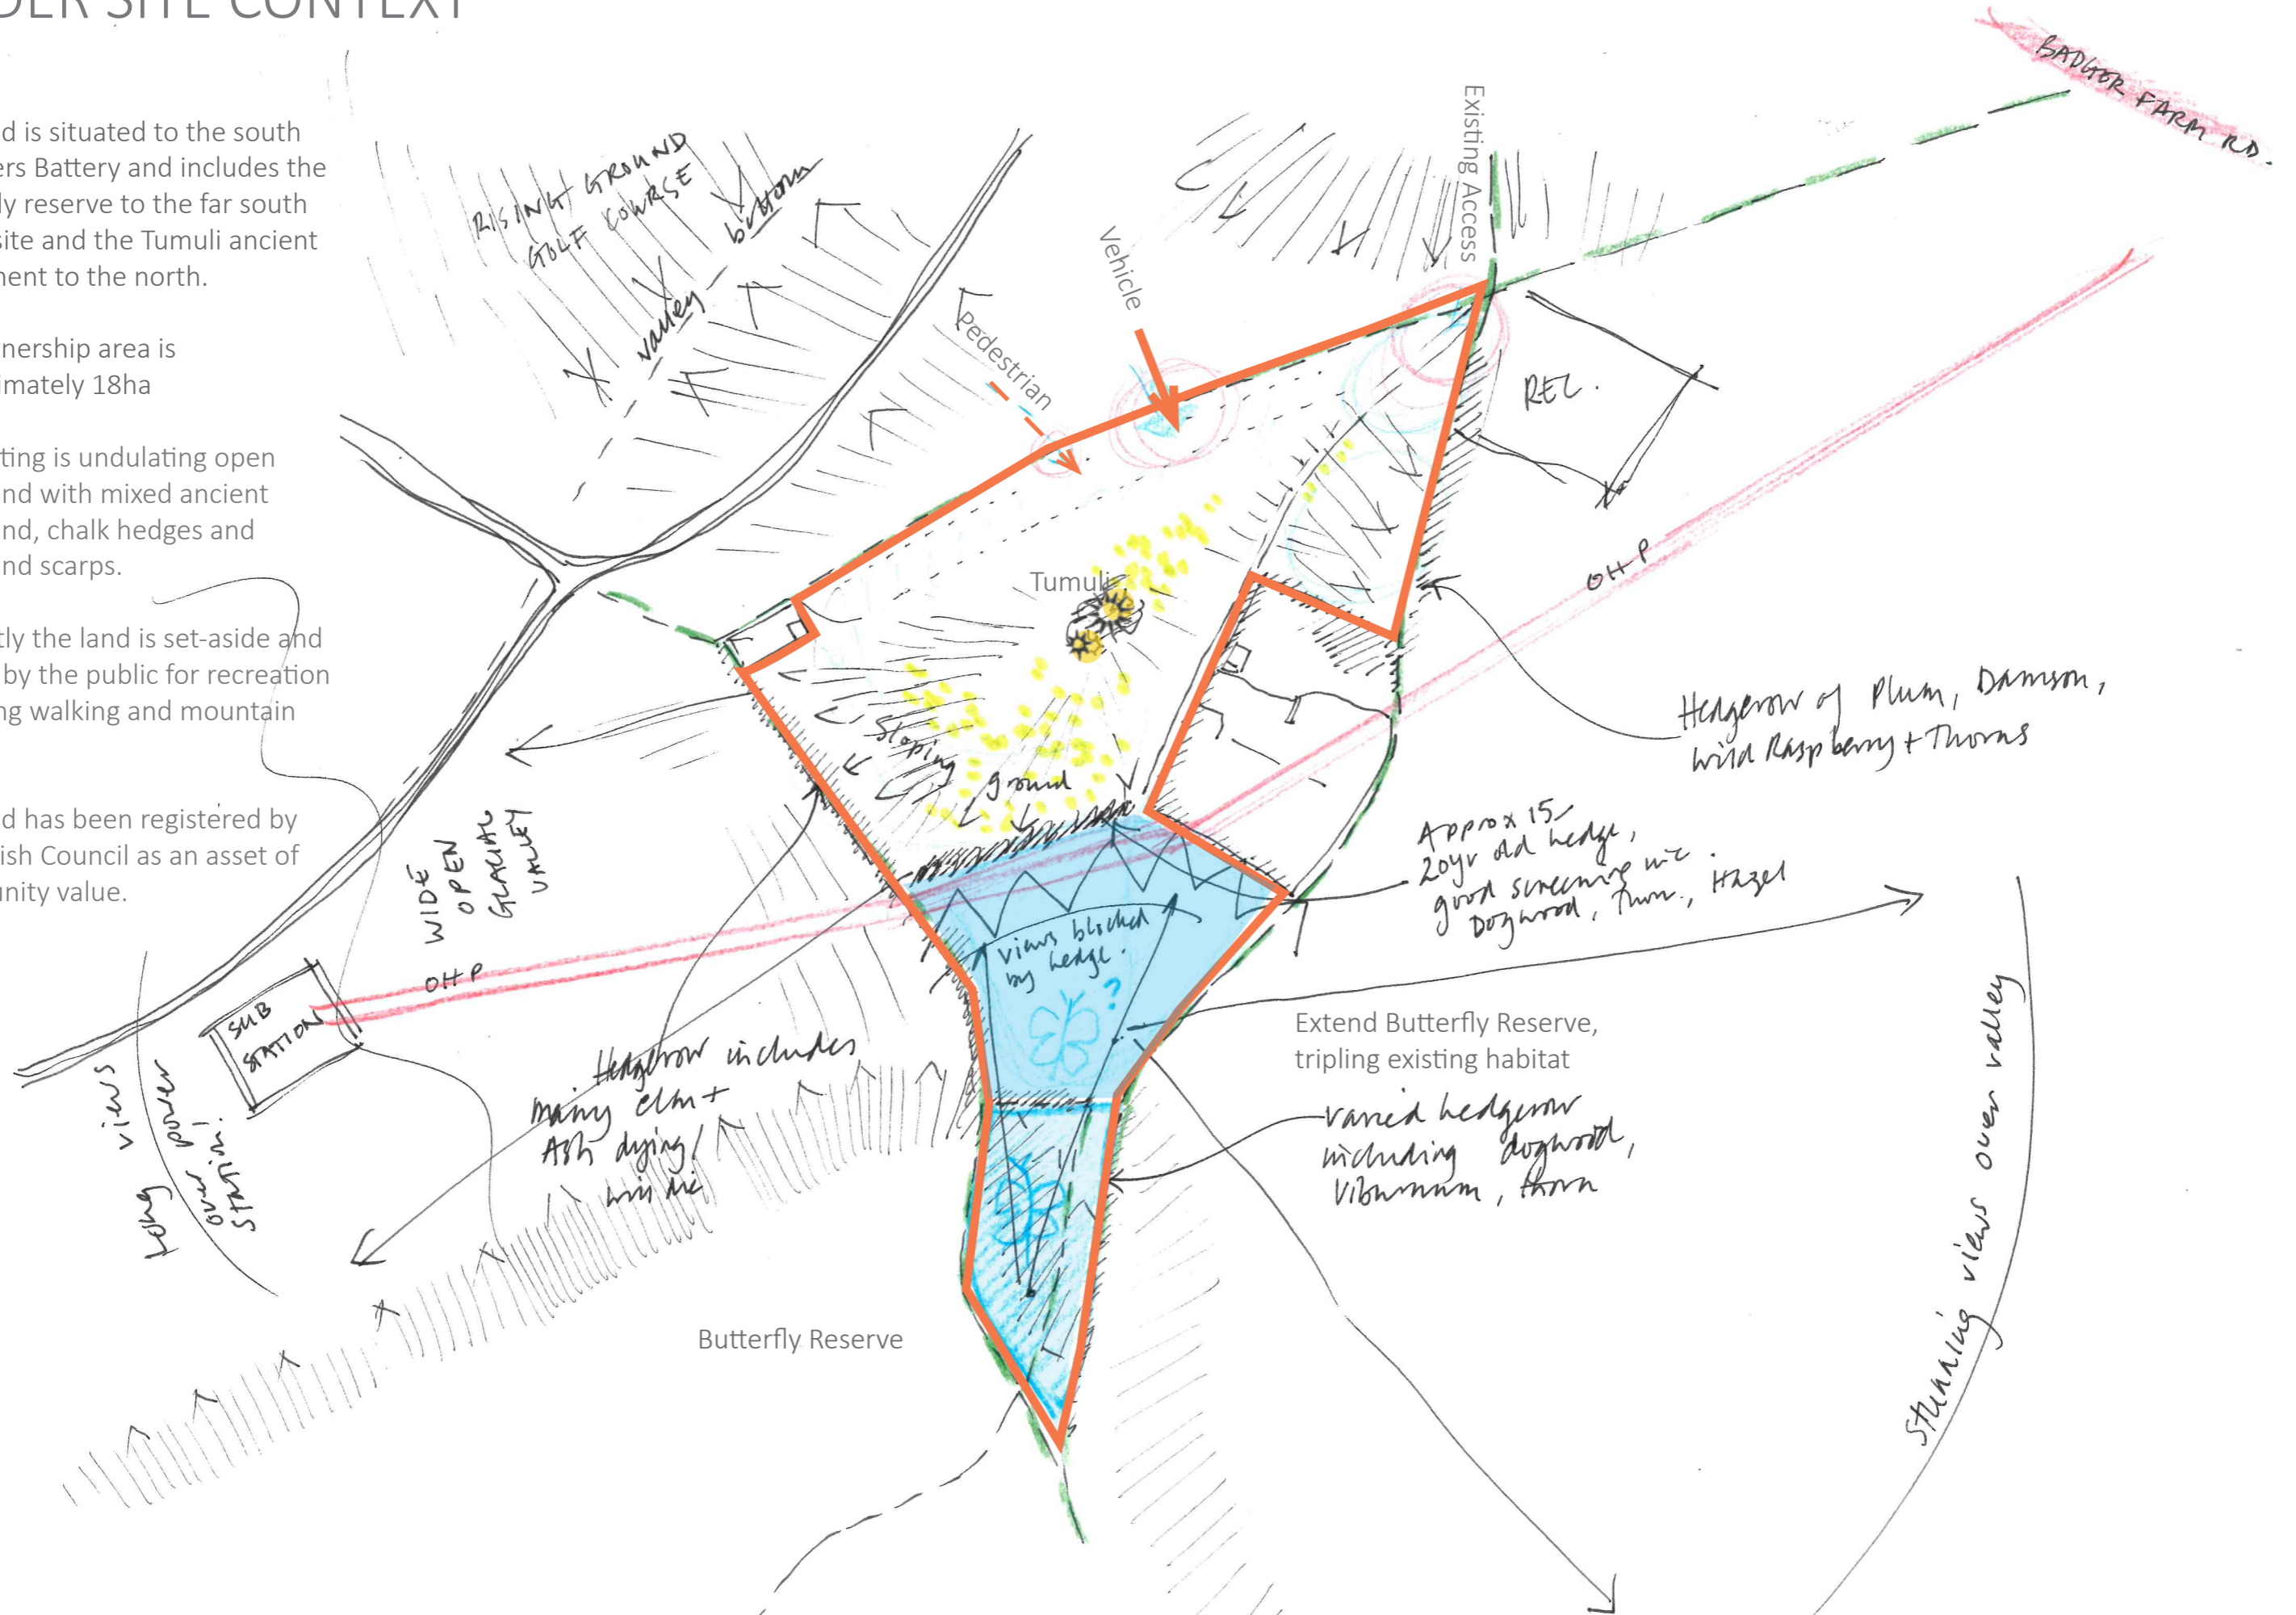 DER SITE CONTEXT
d is situated to the south
ers Battery and includes the
ly reserve to the far south
site and the Tumuli ancient
ment to the north.
nership area is
imately 18ha
ting is undulating open
nd with mixed ancient
nd, chalk hedges and
nd scarps.
tly the land is set-aside and
by the public for recreation
ng walking and mountain
d has been registered by
ish Council as an asset of
unity value.
BADGER FARM RD.
RISING GROUND
GOLF COURSE
valley bottom
Existing Access
Vehicle
Pedestrian
REC.
Tumuli
OHP
Hedgerow of Plum, Damson,
Wild Raspberry + Thorns
Sloping
ground
WIDE
OPEN
GLACIAL
VALLEY
Approx 15-
20yr old hedge,
good screening inc
Dogwood, Thorn, Hazel
views blocked
by hedge.
?
OHP
SUB
STATION
Long views
over power
station!
Hedgerow includes
many elm +
Ash dying/
will die
Extend Butterfly Reserve,
tripling existing habitat
varied hedgerow
including dogwood,
Viburnum, thorn
Butterfly Reserve
Stunning views over valley